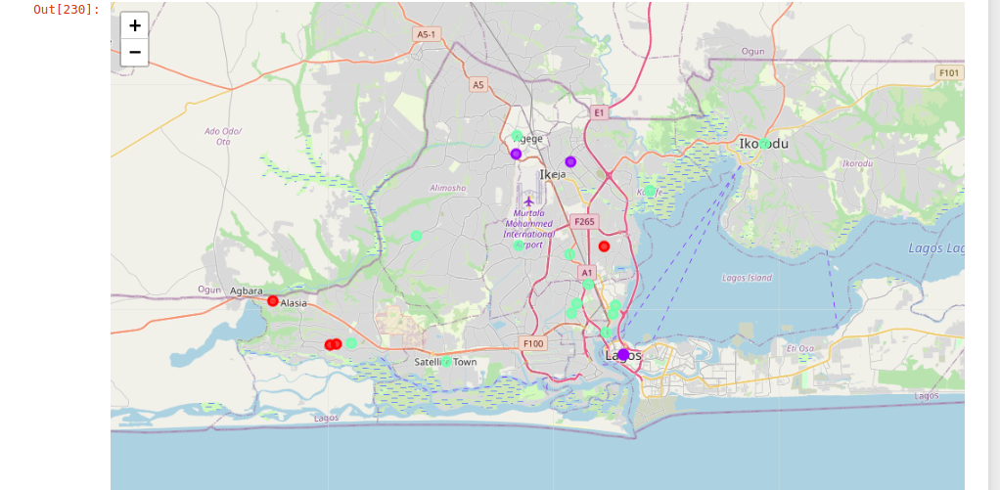 Out[230]:
+
−
A5-1
Ogun
F101
A5
E1
Ado Odo/
Ota
Agege
Ikorodu
Ikorodu
Ikeja
Alimosho
Murtala
Mohammed
International
Airport
F265
Lagos Lag
A1
Lagos Island
Ogun
Agbara
Alasia
F100
Eti Osa
Satellite Town
Lagos
Lagos
Lagos